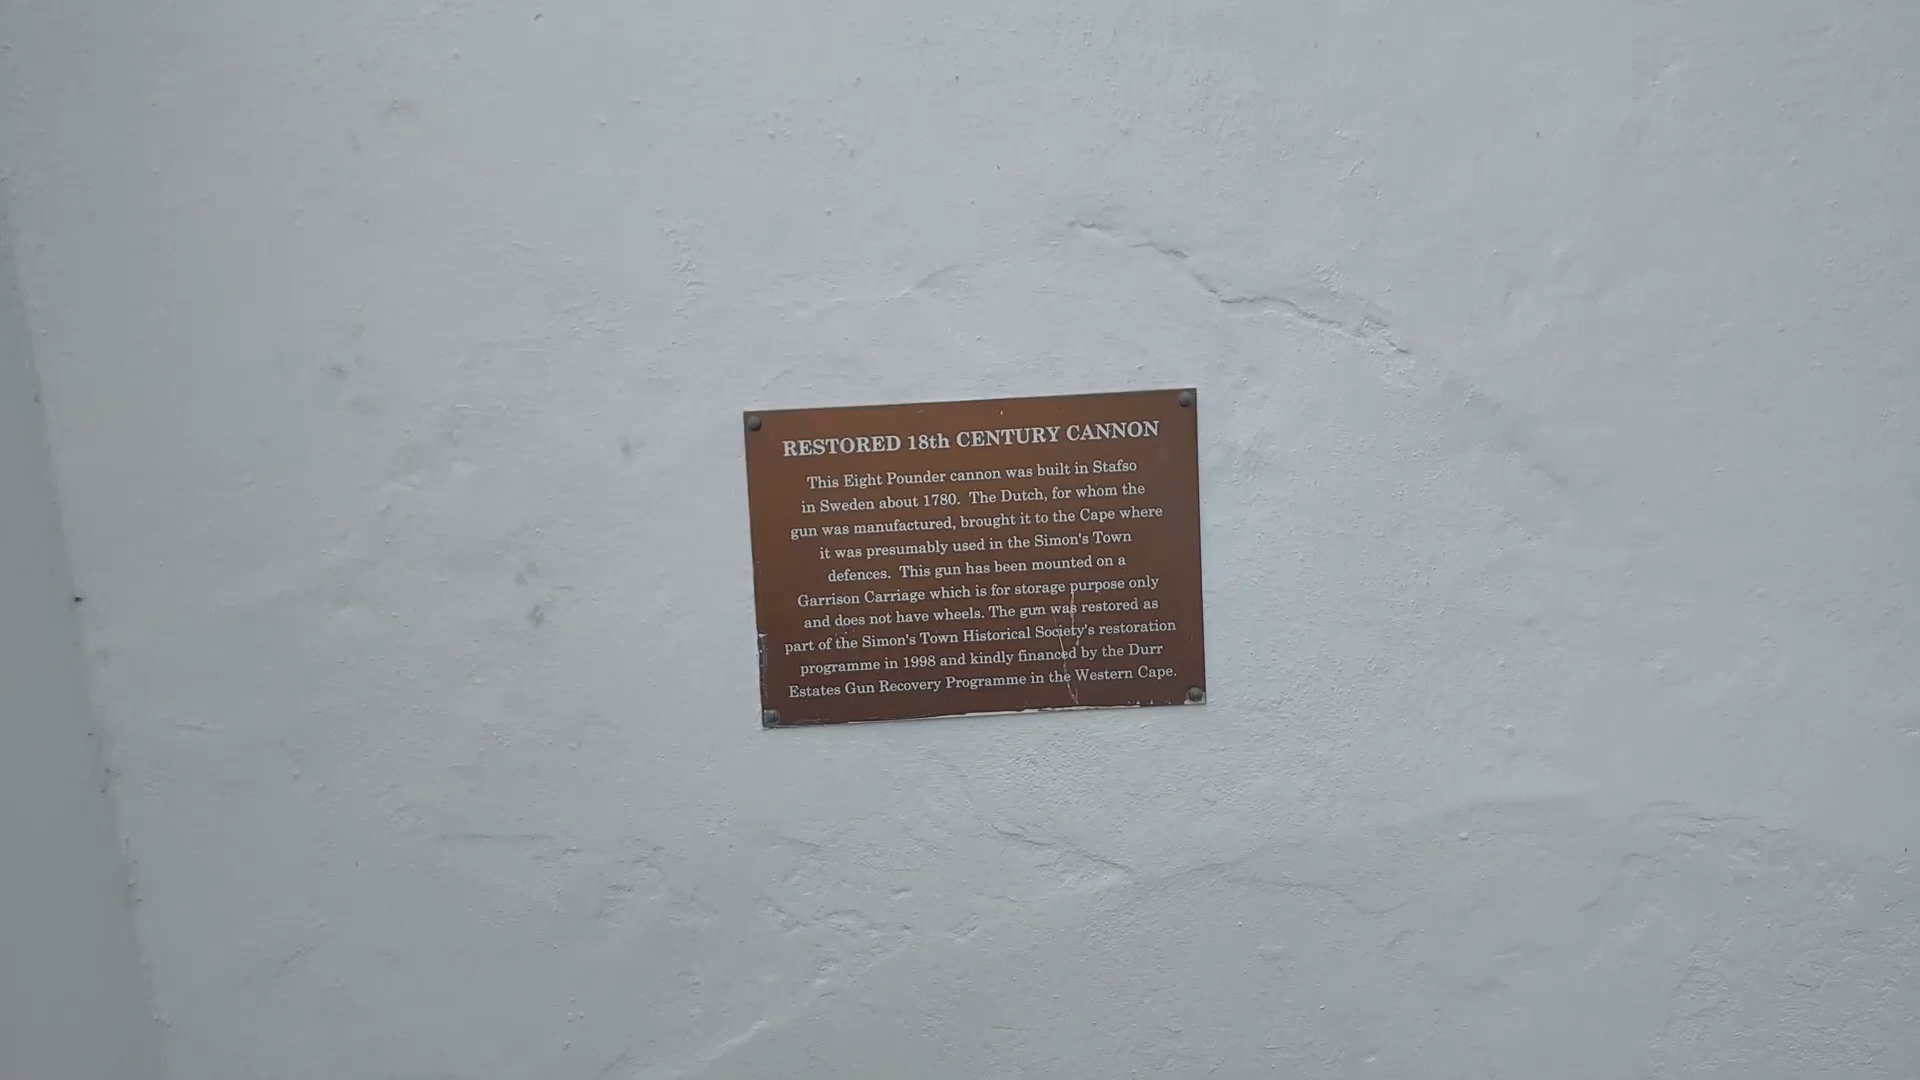 RESTORED 18th CENTURY CANNON
This Eight Pounder cannon was built in Stafso
in Sweden about 1780. The Dutch, for whom the
gun was manufactured, brought it to the Cape where
it was presumably used in the Simon's Town
defences. This gun has been mounted on a
Garrison Carriage which is for storage purpose only
and does not have wheels. The gun was restored as
part of the Simon's Town Historical Society's restoration
programme in 1998 and kindly financed by the Durr
Estates Gun Recovery Programme in the Western Cape.